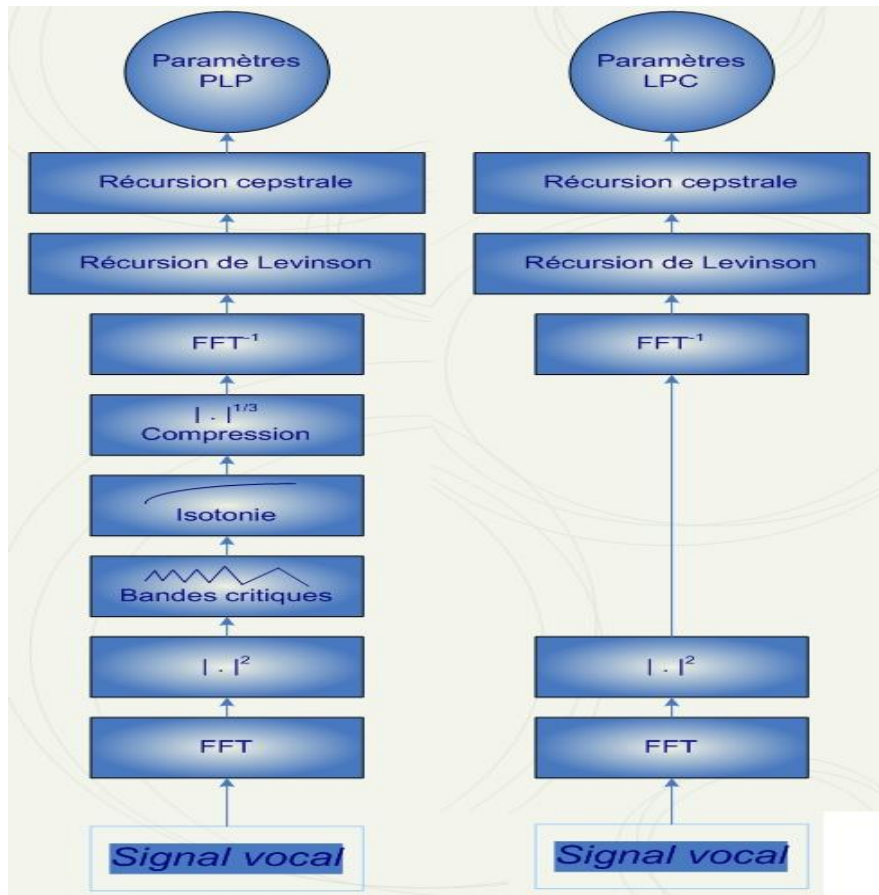 Paramètres
PLP
Récursion cepstrale
Récursion de Levinson
FFT⁻¹
| . |^1/3
Compression
Isotonie
Bandes critiques
| . |²
FFT
Signal vocal
Paramètres
LPC
Récursion cepstrale
Récursion de Levinson
FFT⁻¹
| . |²
FFT
Signal vocal